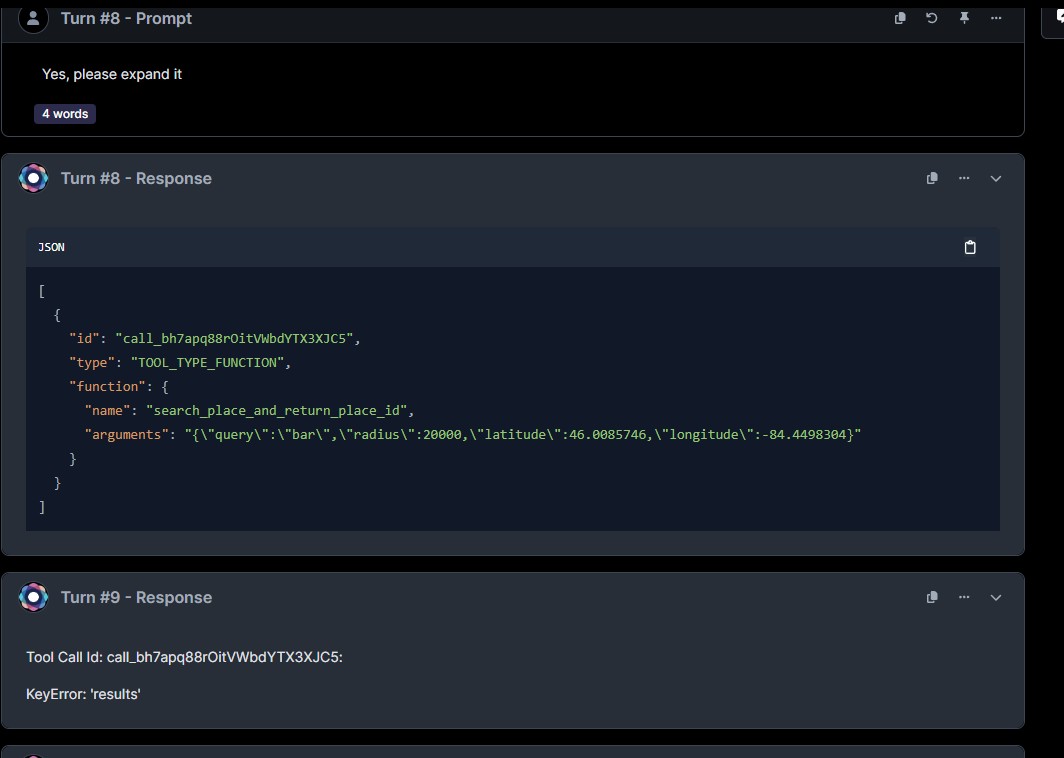 Turn #8 - Prompt
Yes, please expand it
4 words
Turn #8 - Response
JSON
[
{
"id": "call_bh7apq88rOitVWbdYTX3XJC5",
"type": "TOOL_TYPE_FUNCTION",
"function": {
"name": "search_place_and_return_place_id",
"arguments": "{\"query\":\"bar\",\"radius\":20000,\"latitude\":46.0085746,\"longitude\":-84.4498304}"
}
}
]
Turn #9 - Response
Tool Call Id: call_bh7apq88rOitVWbdYTX3XJC5:
KeyError: 'results'